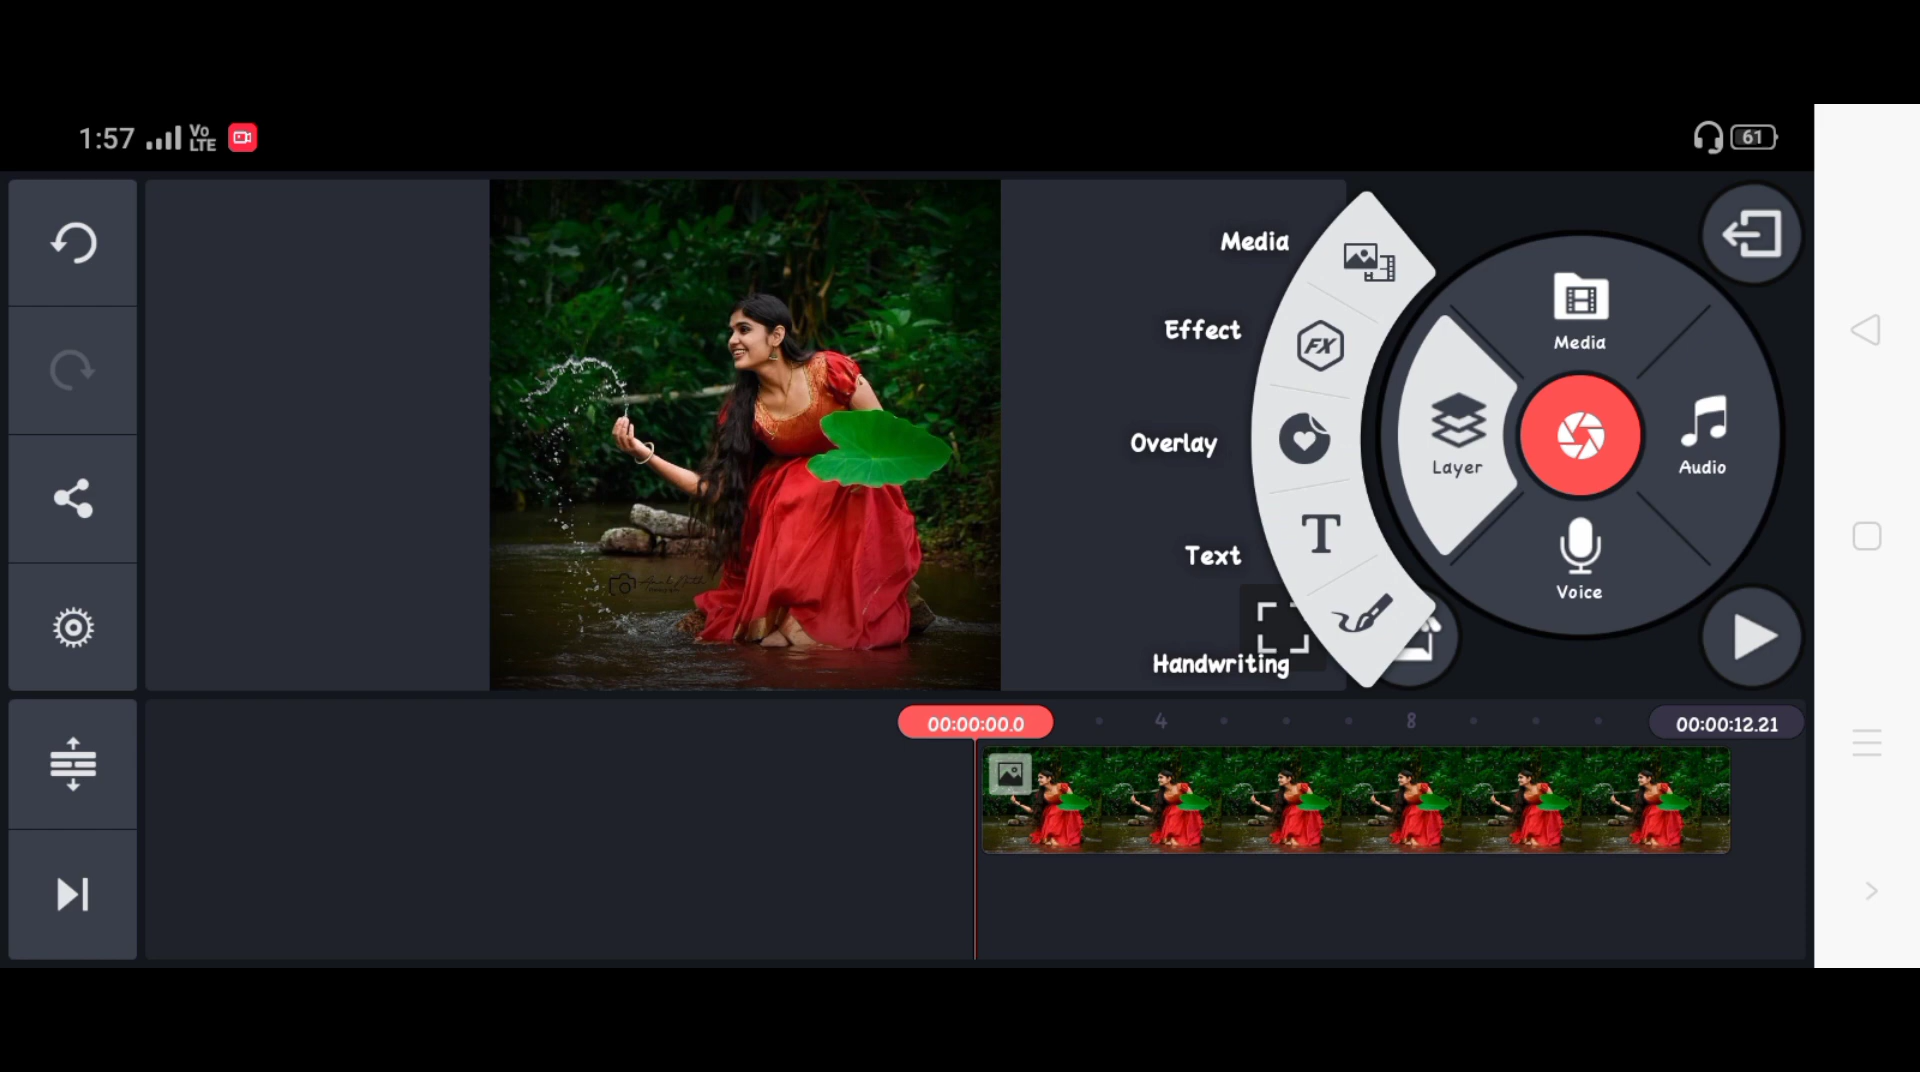 1:57 Vo LTE
61
Media
Effect
Overlay
Text
Handwriting
FX
T
Media
Layer
Audio
Voice
00:00:00.0
4
8
00:00:12.21